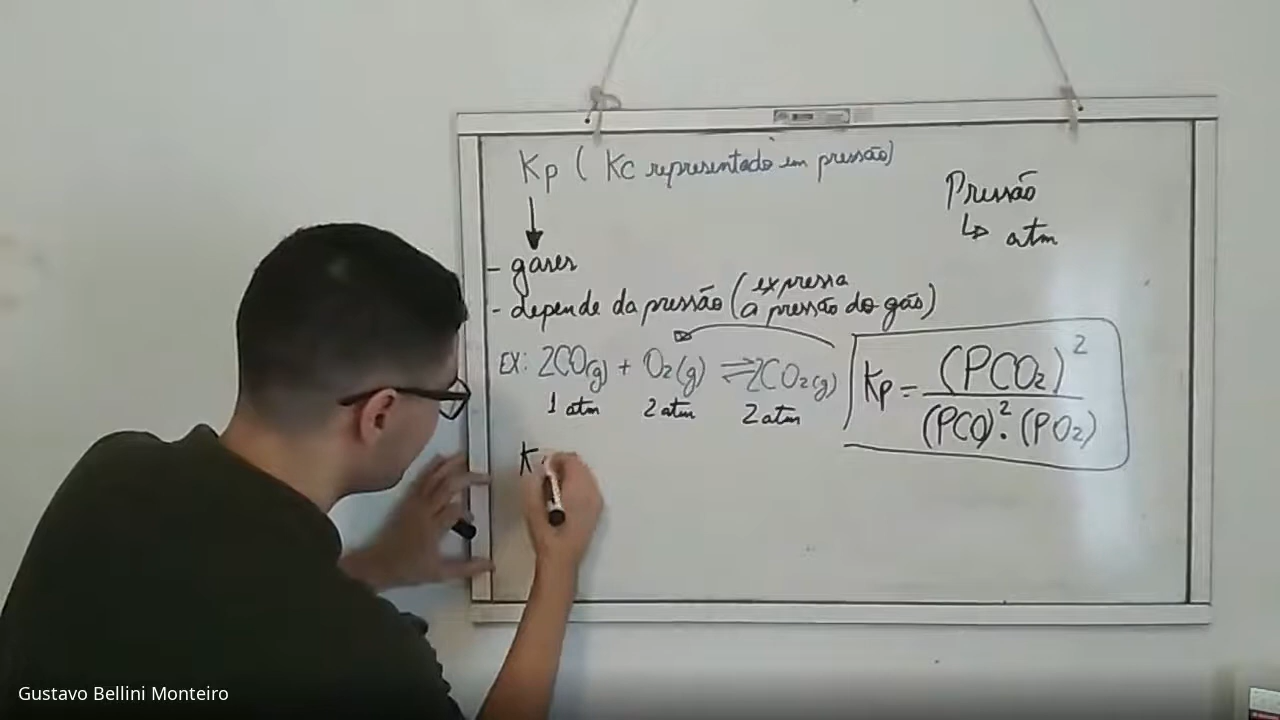 Kp ( Kc representado em pressão)
Pressão
↳ atm
- gases
- depende da pressão (expressa
a pressão do gás)
EX: 2CO(g) + O₂(g) ⇌ 2CO₂(g)
1 atm 2 atm 2 atm
Kp = (PCO₂)² / (PCO)² . (PO₂)
K
Gustavo Bellini Monteiro